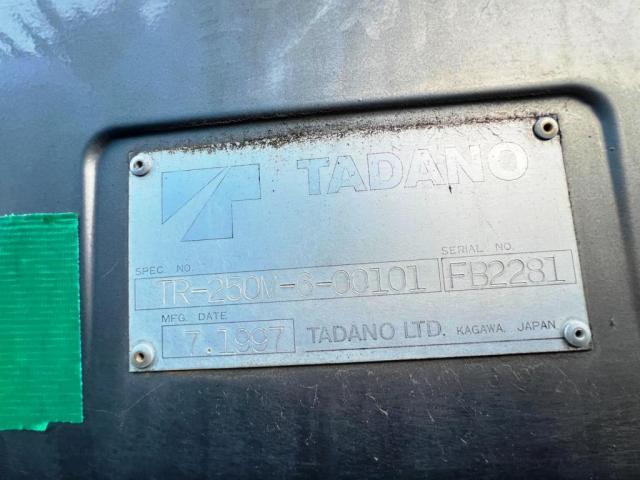 TADANO
SPEC NO.
TR-250M-6-00101
SERIAL NO.
FB2281
MFG. DATE
7.1997
TADANO LTD. KAGAWA, JAPAN